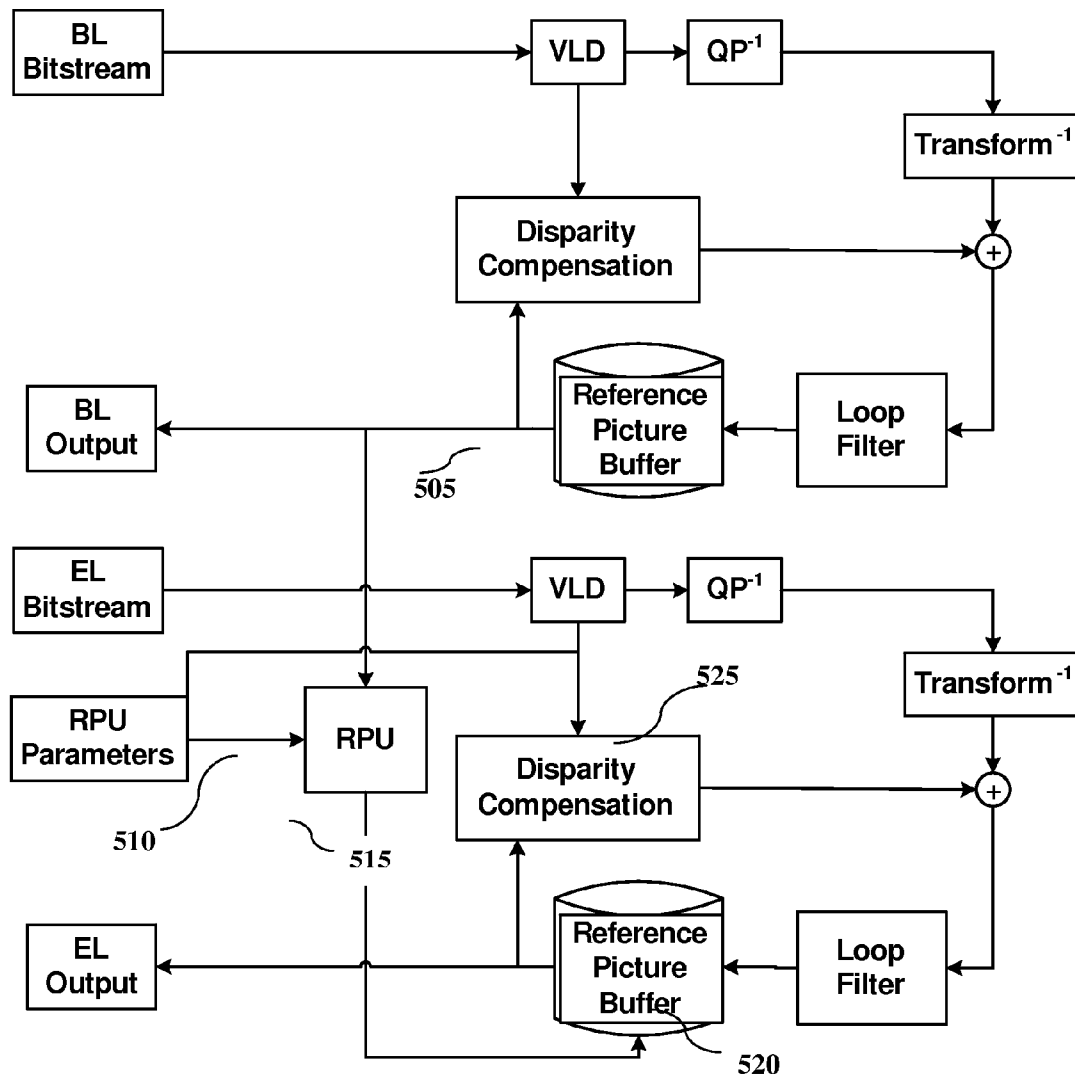 BL
Bitstream
VLD
QP⁻¹
Transform⁻¹
Disparity
Compensation
+
BL
Output
Reference
Picture
Buffer
Loop
Filter
505
EL
Bitstream
VLD
QP⁻¹
Transform⁻¹
RPU
Parameters
RPU
525
Disparity
Compensation
+
510
515
EL
Output
Reference
Picture
Buffer
Loop
Filter
520